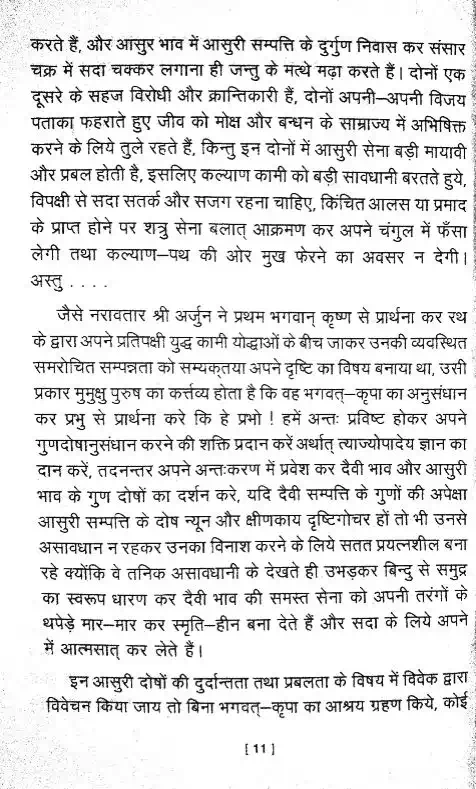 करते हैं, और आसुर भाव में आसुरी सम्पत्ति के दुर्गुण निवास कर संसार
चक्र में सदा चक्कर लगाना ही जन्तु के मत्थे मढ़ा करते हैं। दोनों एक
दूसरे के सहज विरोधी और क्रान्तिकारी हैं, दोनों अपनी–अपनी विजय
पताका फहराते हुए जीव को मोक्ष और बन्धन के साम्राज्य में अभिषिक्त
करने के लिये तुले रहते हैं, किन्तु इन दोनों में आसुरी सेना बड़ी मायावी
और प्रबल होती है, इसलिए कल्याण कामी को बड़ी सावधानी बरतते हुये,
विपक्षी से सदा सतर्क और सजग रहना चाहिए, किंचित आलस या प्रमाद
के प्राप्त होने पर शत्रु सेना बलात् आक्रमण कर अपने चंगुल में फँसा
लेगी तथा कल्याण–पथ की ओर मुख फेरने का अवसर न देगी।
अस्तु . . . .
जैसे नरावतार श्री अर्जुन ने प्रथम भगवान् कृष्ण से प्रार्थना कर रथ
के द्वारा अपने प्रतिपक्षी युद्ध कामी योद्धाओं के बीच जाकर उनकी व्यवस्थित
समरोचित सम्पन्नता को सम्यक्तया अपने दृष्टि का विषय बनाया था, उसी
प्रकार मुमुक्षु पुरुष का कर्त्तव्य होता है कि वह भगवत्–कृपा का अनुसंधान
कर प्रभु से प्रार्थना करे कि हे प्रभो ! हमें अन्तः प्रविष्ट होकर अपने
गुणदोषानुसंधान करने की शक्ति प्रदान करें अर्थात् त्याज्योपादेय ज्ञान का
दान करें, तदनन्तर अपने अन्तःकरण में प्रवेश कर दैवी भाव और आसुरी
भाव के गुण दोषों का दर्शन करे, यदि दैवी सम्पत्ति के गुणों की अपेक्षा
आसुरी सम्पत्ति के दोष न्यून और क्षीणकाय दृष्टिगोचर हों तो भी उनसे
असावधान न रहकर उनका विनाश करने के लिये सतत प्रयत्नशील बना
रहे क्योंकि वे तनिक असावधानी के देखते ही उभड़कर बिन्दु से समुद्र
का स्वरूप धारण कर दैवी भाव की समस्त सेना को अपनी तरंगों के
थपेड़े मार–मार कर स्मृति–हीन बना देते हैं और सदा के लिये अपने
में आत्मसात् कर लेते हैं।
इन आसुरी दोषों की दुर्दान्तता तथा प्रबलता के विषय में विवेक द्वारा
विवेचन किया जाय तो बिना भगवत्–कृपा का आश्रय ग्रहण किये, कोई
[ 11 ]